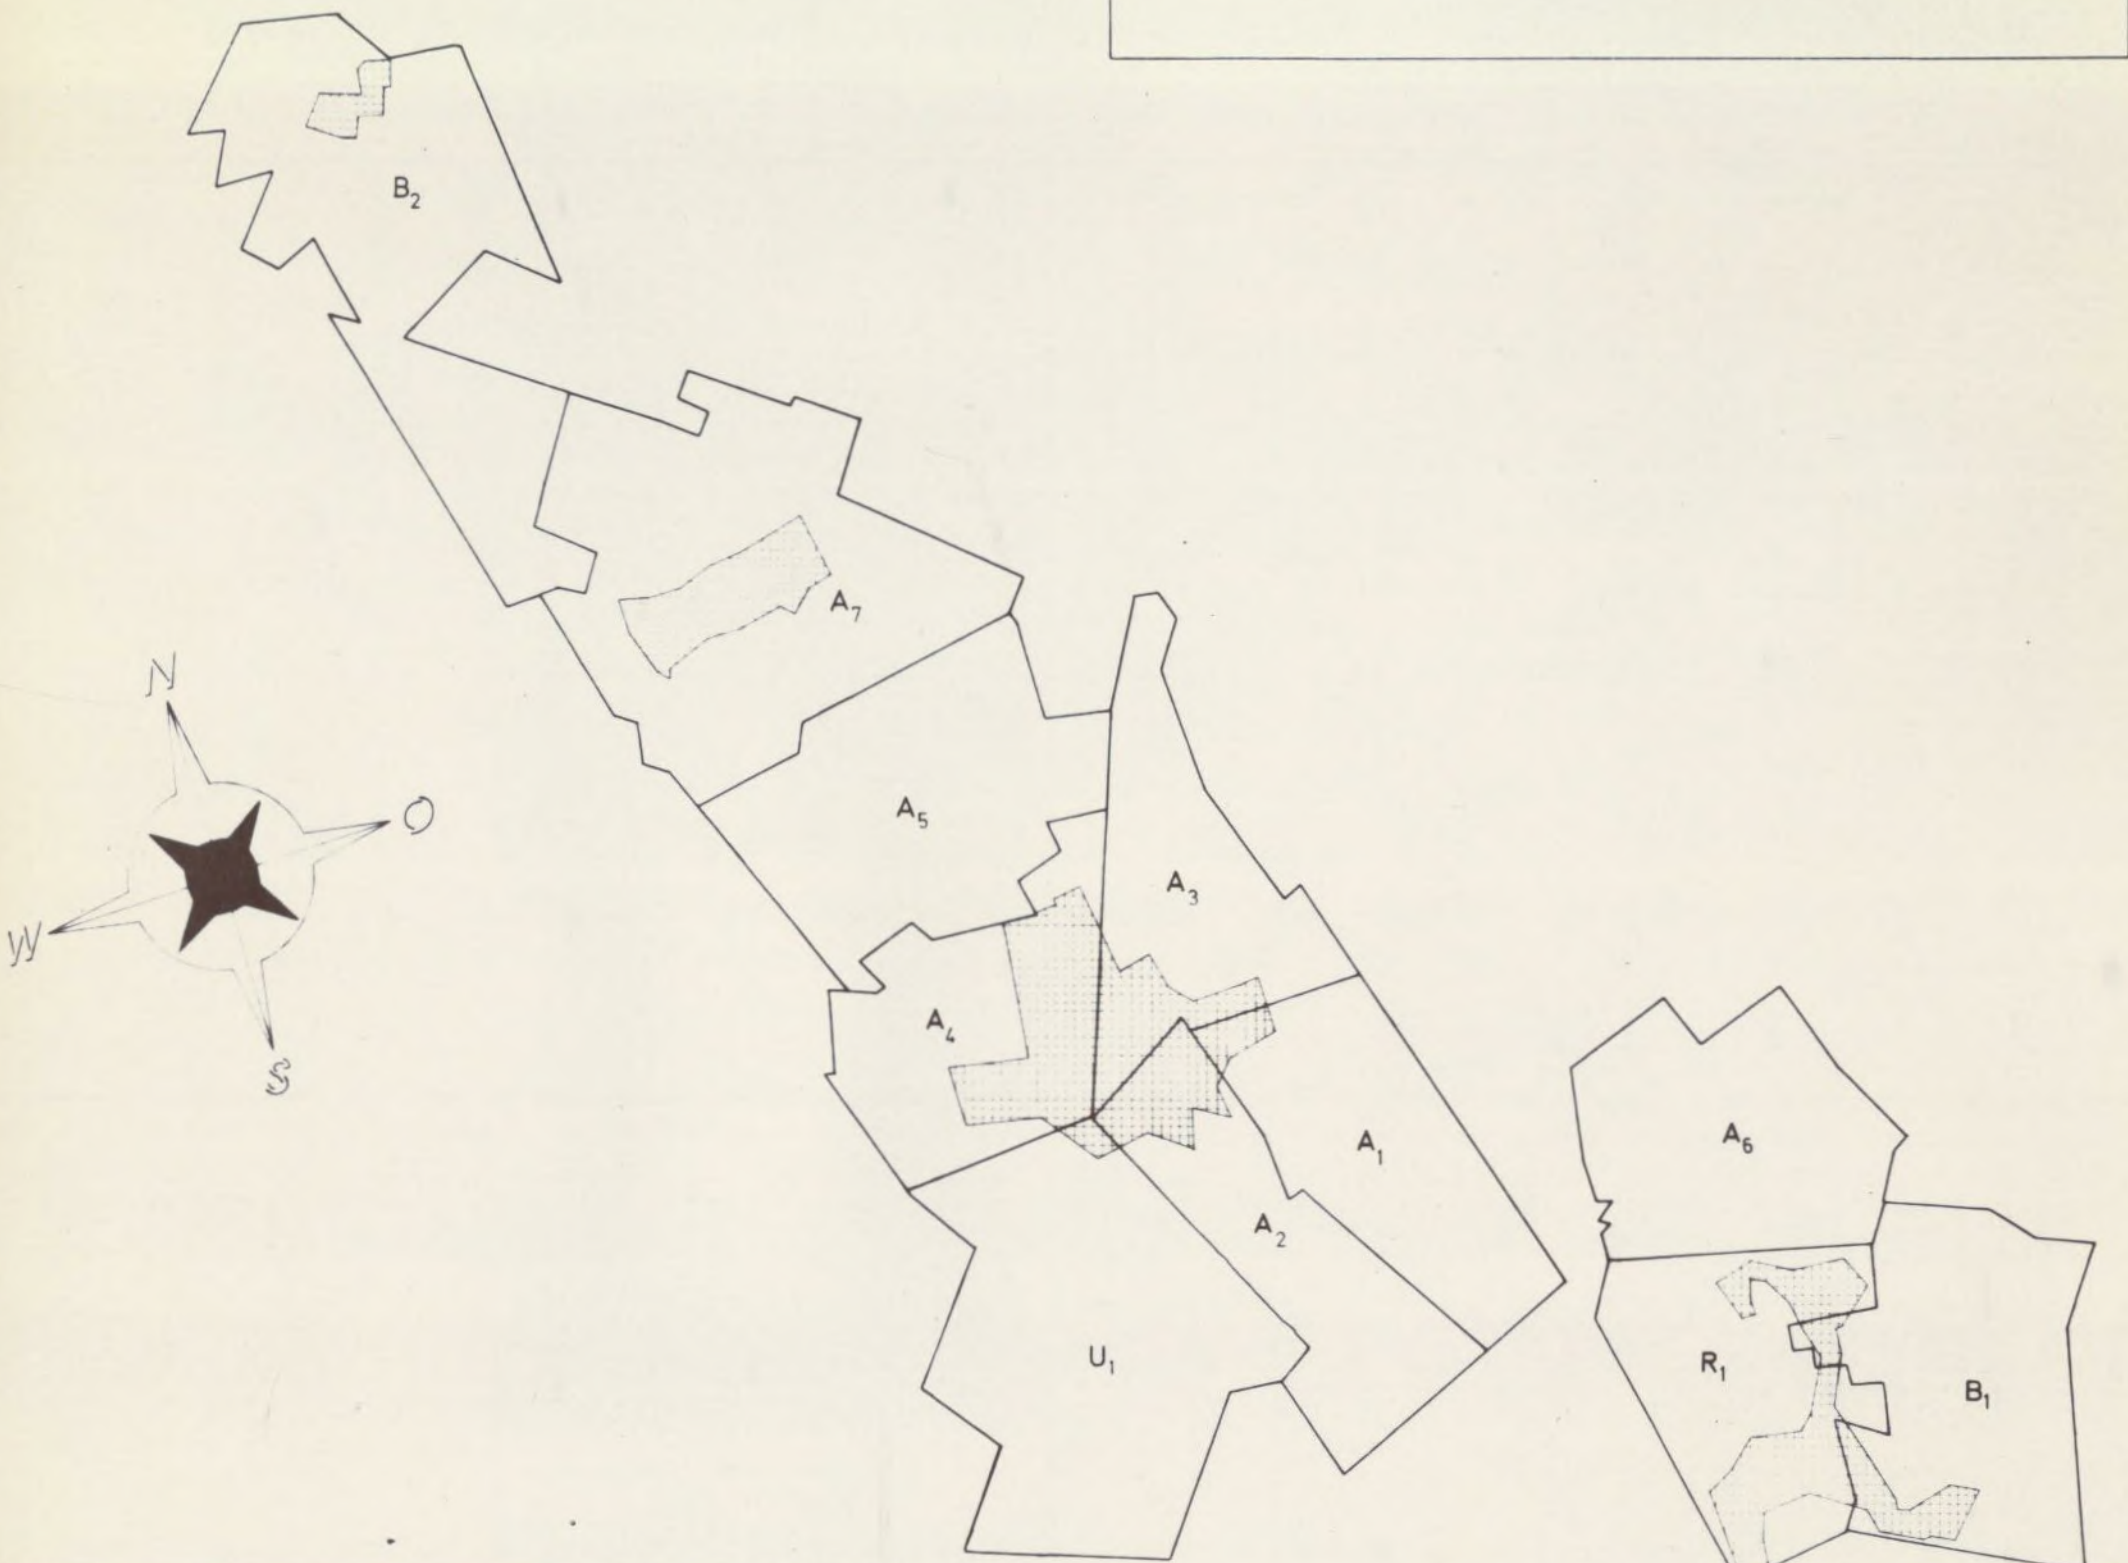 B₂
A₇
N
O
W
S
A₅
A₃
A₄
A₁
A₂
U₁
A₆
R₁
B₁